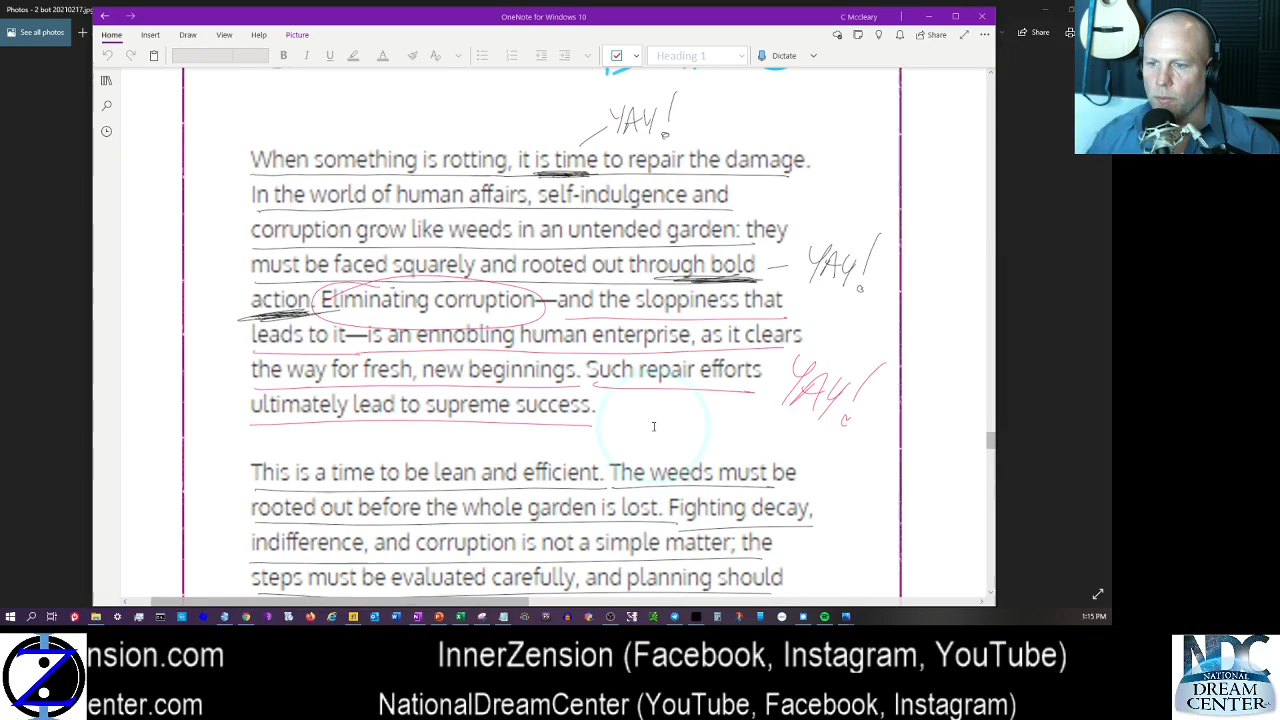 Photos - 2 bot 20210217.jpg
OneNote for Windows 10
C Mccleary
See all photos
Share
Home Insert Draw View Help Picture
Share
B I U A
Heading 1
Dictate
YAY!
When something is rotting, it is time to repair the damage.
In the world of human affairs, self-indulgence and
corruption grow like weeds in an untended garden: they
must be faced squarely and rooted out through bold
YAY!
action. Eliminating corruption—and the sloppiness that
leads to it—is an ennobling human enterprise, as it clears
the way for fresh, new beginnings. Such repair efforts
YAY!
ultimately lead to supreme success.
This is a time to be lean and efficient. The weeds must be
rooted out before the whole garden is lost. Fighting decay,
indifference, and corruption is not a simple matter; the
steps must be evaluated carefully, and planning should
1:15 PM
ension.com InnerZension (Facebook, Instagram, YouTube)
enter.com NationalDreamCenter (YouTube, Facebook, Instagram)
NDC
NATIONAL
DREAM
CENTER